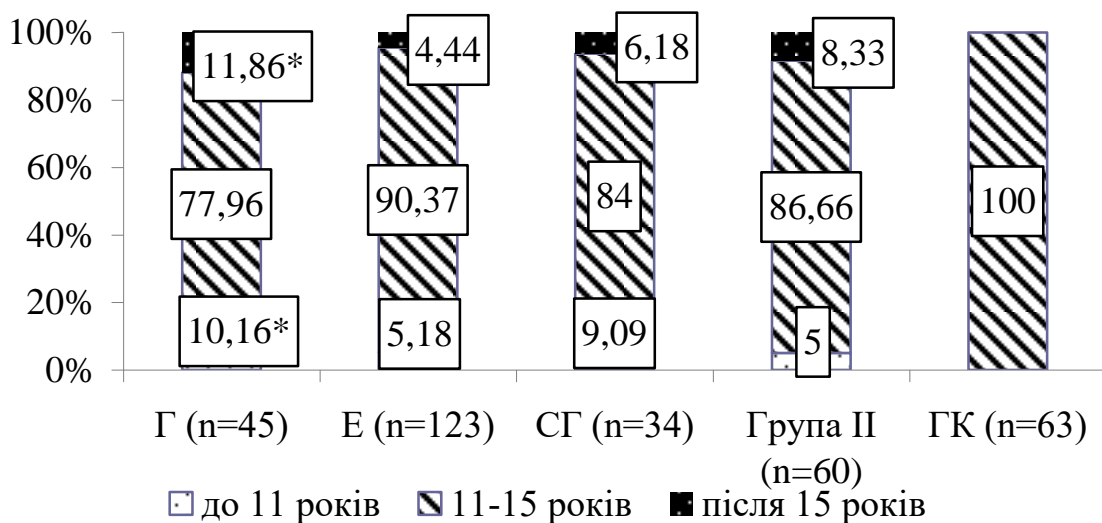 100%
80%
60%
40%
20%
0%
11,86*
4,44
6,18
8,33
77,96
90,37
84
86,66
100
10,16*
5,18
9,09
5
Г (n=45)
Е (n=123)
СГ (n=34)
Група ІІ
(n=60)
ГК (n=63)
до 11 років
11-15 років
після 15 років